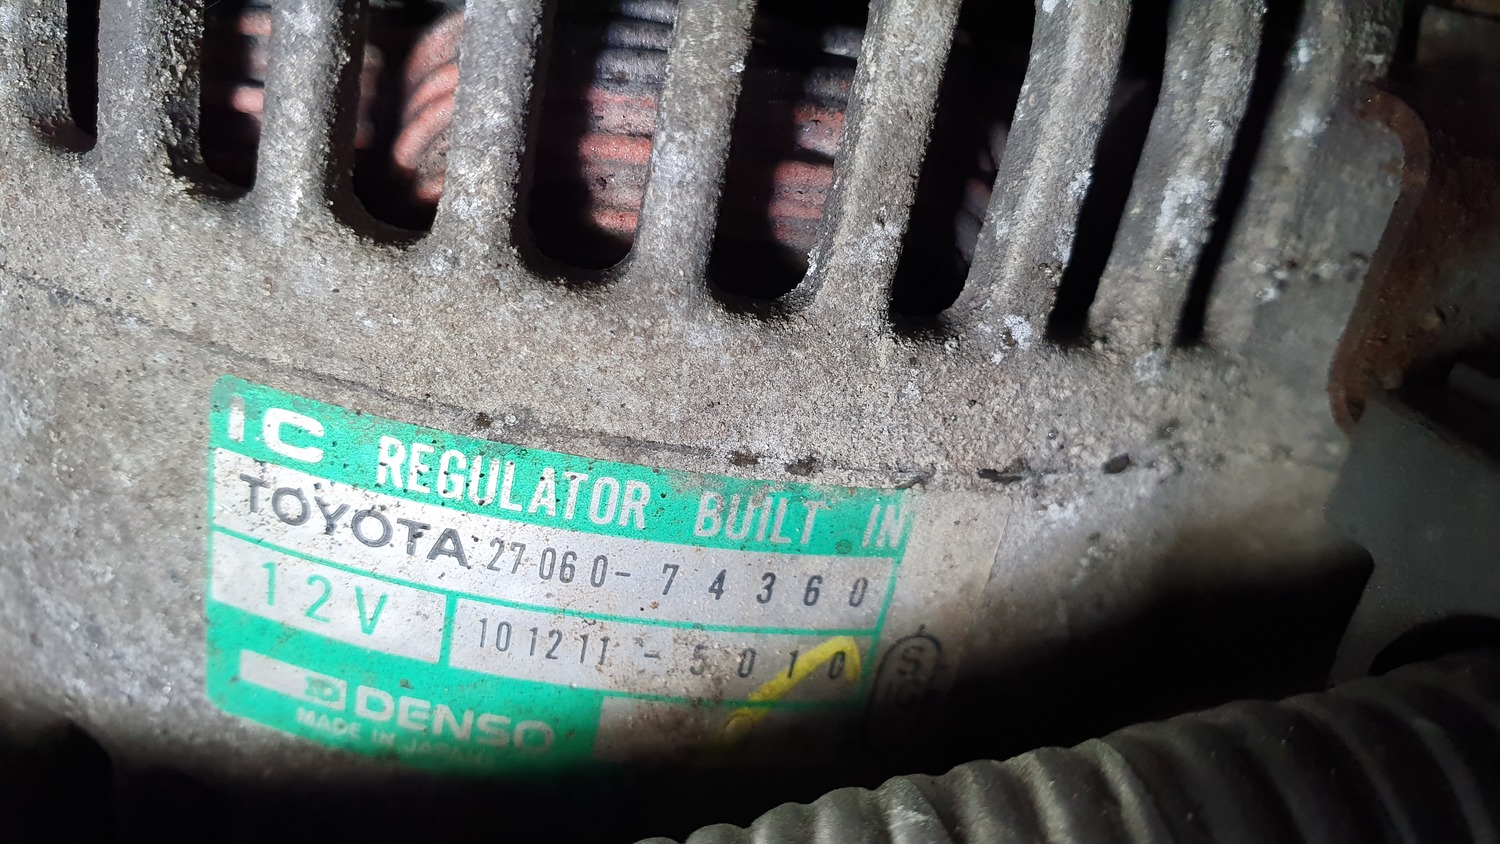 IC REGULATOR BUILT IN
TOYOTA 27060-74360
12V 101211-5010
DENSO
MADE IN JAPAN